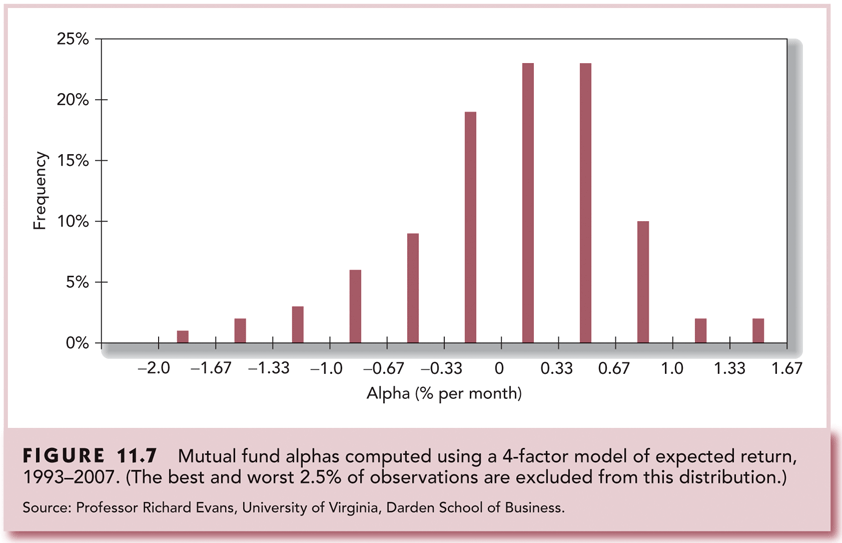 25%
20%
15%
10%
5%
0%
Frequency
−2.0 −1.67 −1.33 −1.0 −0.67 −0.33 0 0.33 0.67 1.0 1.33 1.67
Alpha (% per month)
FIGURE 11.7 Mutual fund alphas computed using a 4-factor model of expected return,
1993–2007. (The best and worst 2.5% of observations are excluded from this distribution.)
Source: Professor Richard Evans, University of Virginia, Darden School of Business.